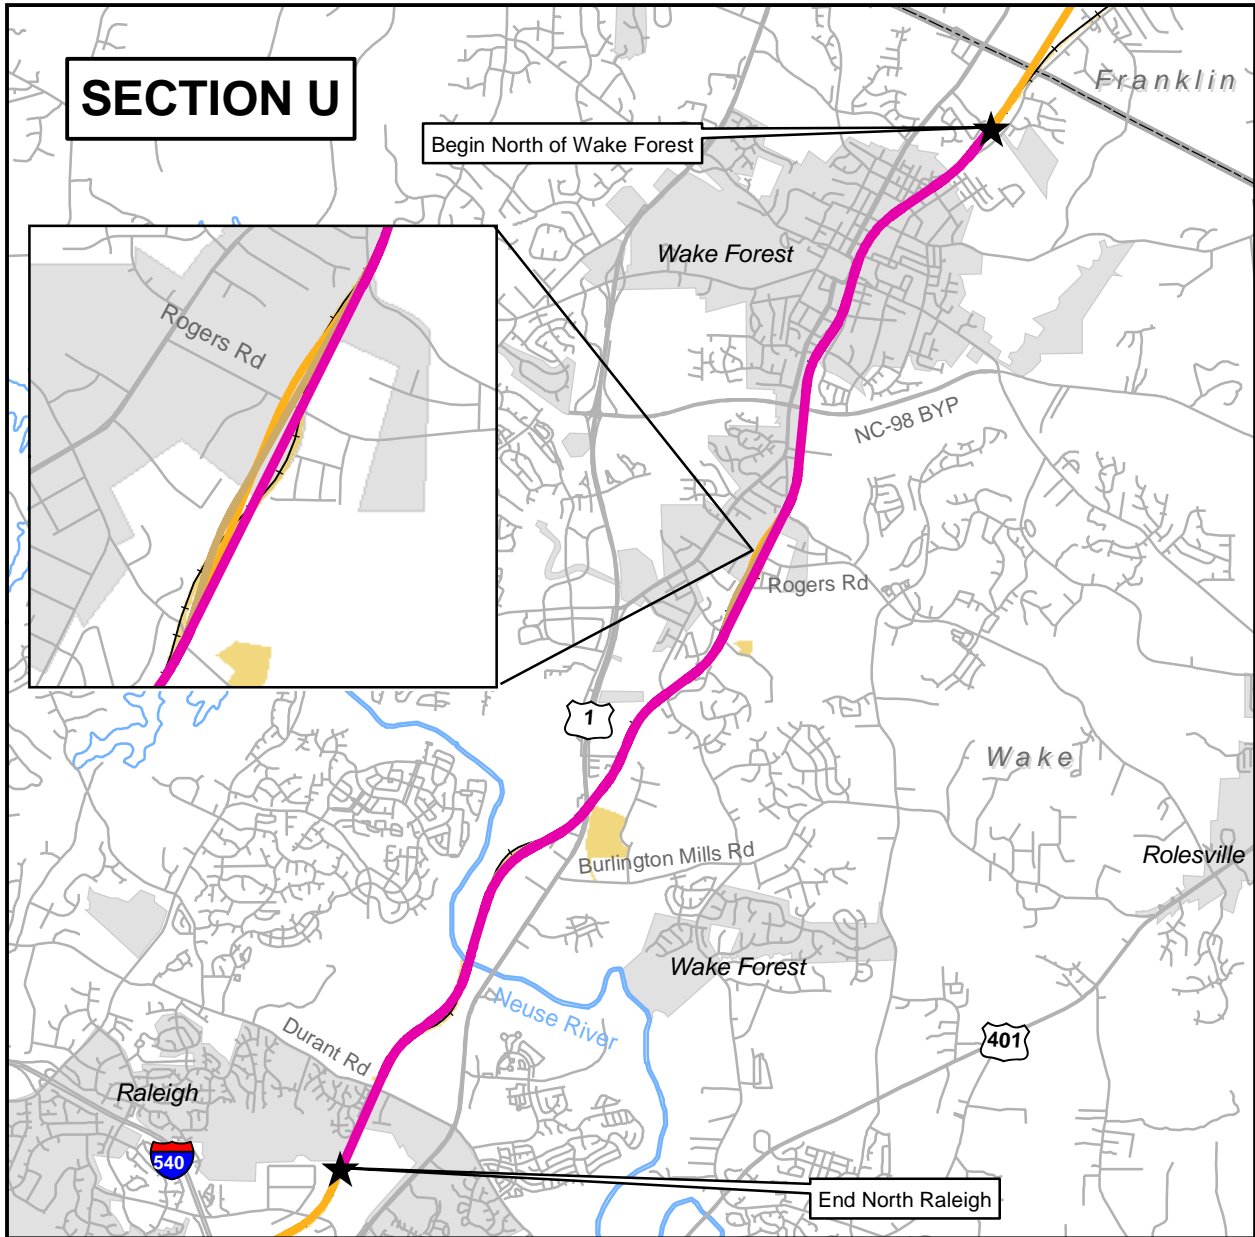 SECTION U
Franklin
Begin North of Wake Forest
Wake Forest
Rogers Rd
NC-98 BYP
Rogers Rd
1
Wake
Burlington Mills Rd
Rolesville
Wake Forest
Neuse River
Durant Rd
401
Raleigh
540
End North Raleigh